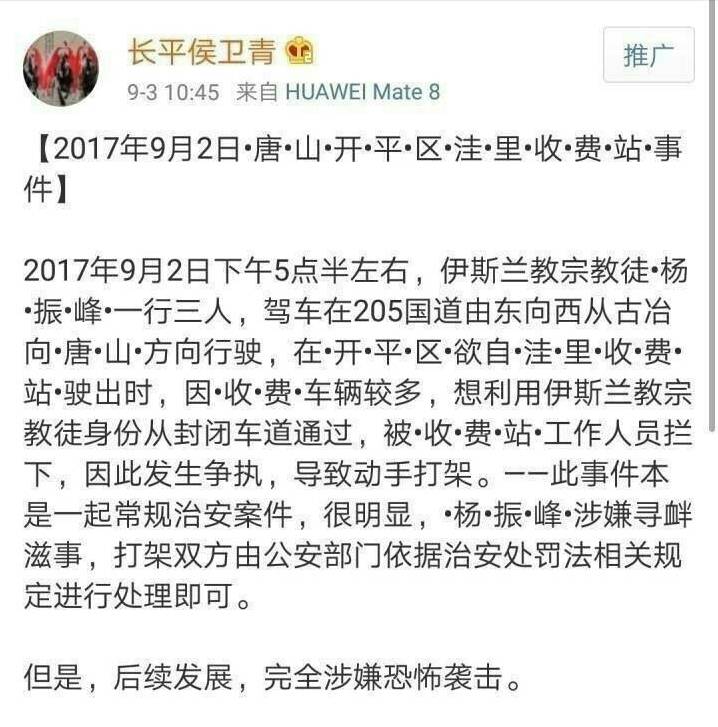 长平侯卫青
推广
9-3 10:45 来自 HUAWEI Mate 8
【2017年9月2日•唐•山•开•平•区•洼•里•收•费•站•事
件】
2017年9月2日下午5点半左右，伊斯兰教宗教徒•杨
•振•峰•一行三人，驾车在205国道由东向西从古冶
向•唐•山•方向行驶，在•开•平•区•欲自•洼•里•收•费•
站•驶出时，因•收•费•车辆较多，想利用伊斯兰教宗
教徒身份从封闭车道通过，被•收•费•站•工作人员拦
下，因此发生争执，导致动手打架。——此事件本
是一起常规治安案件，很明显，•杨•振•峰•涉嫌寻衅
滋事，打架双方由公安部门依据治安处罚法相关规
定进行处理即可。
但是，后续发展，完全涉嫌恐怖袭击。